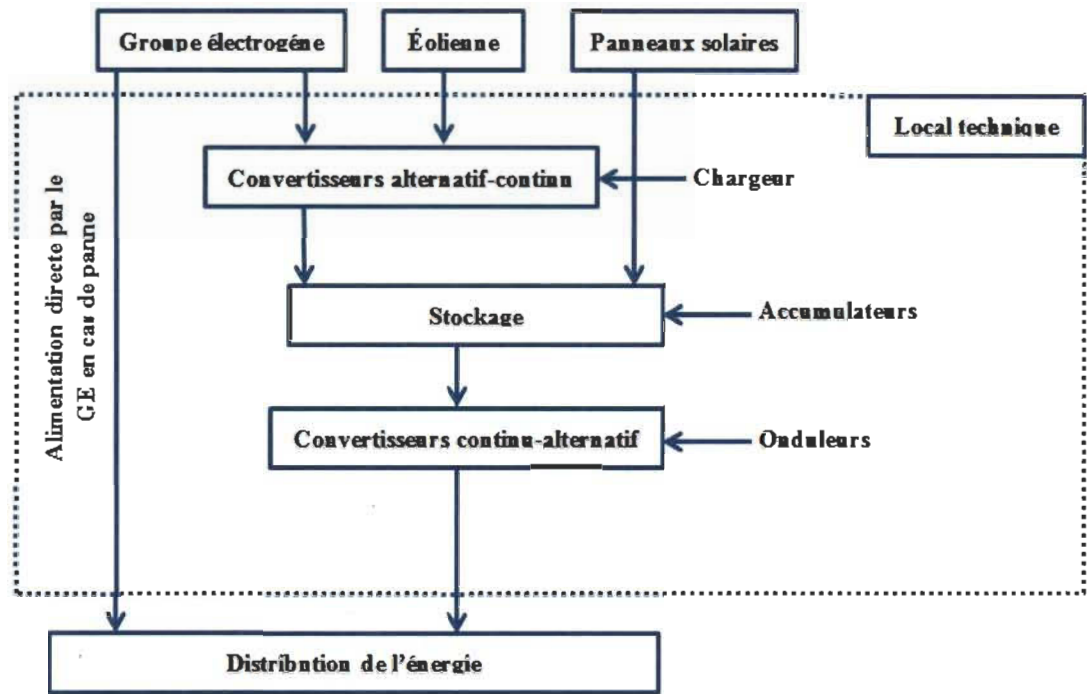 Groupe électrogéne
Éolienne
Panneaux solaires
Local technique
Convertisseurs alternatif-continu
Chargeur
Alimentation directe par le
GE en cas de panne
Stockage
Accumulateurs
Convertisseurs continu-alternatif
Onduleurs
Distribution de l'énergie